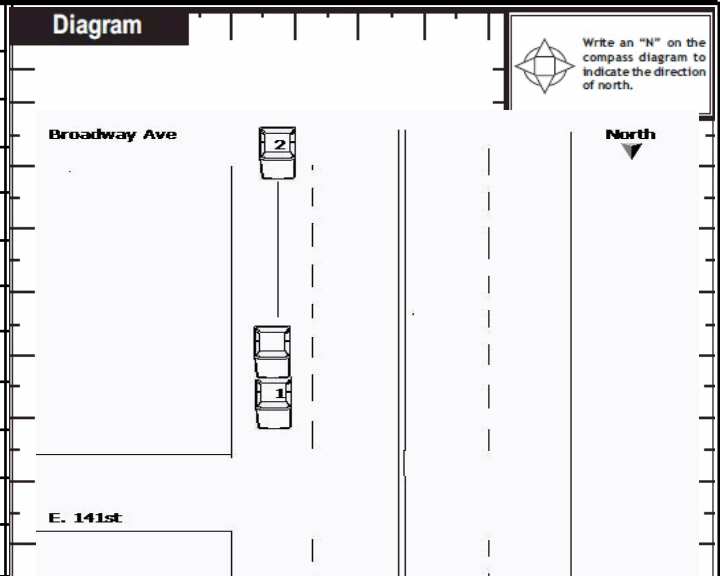 Diagram
Write an “N” on the
compass diagram to
indicate the direction
of north.
Broadway Ave
North
2
1
E. 141st